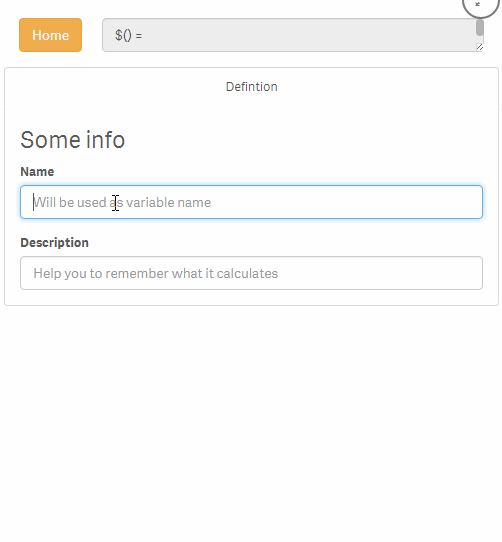 Home
$() =
Defintion
Some info
Name
Will be used as variable name
Description
Help you to remember what it calculates